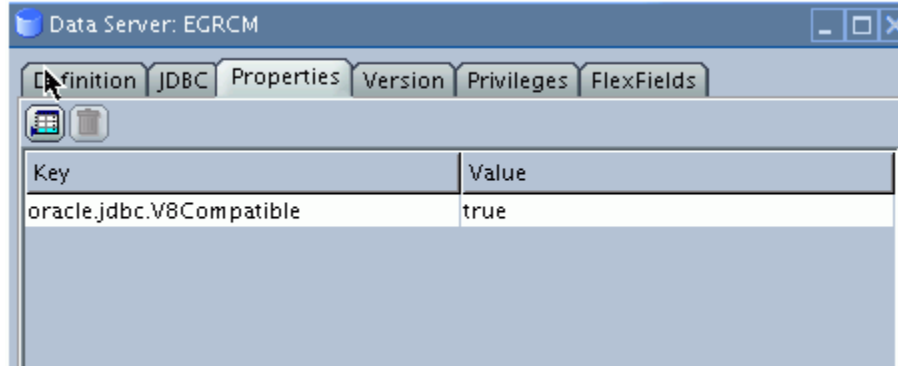 Data Server: EGRCM
Definition JDBC Properties Version Privileges FlexFields
Key Value
oracle.jdbc.V8Compatible true